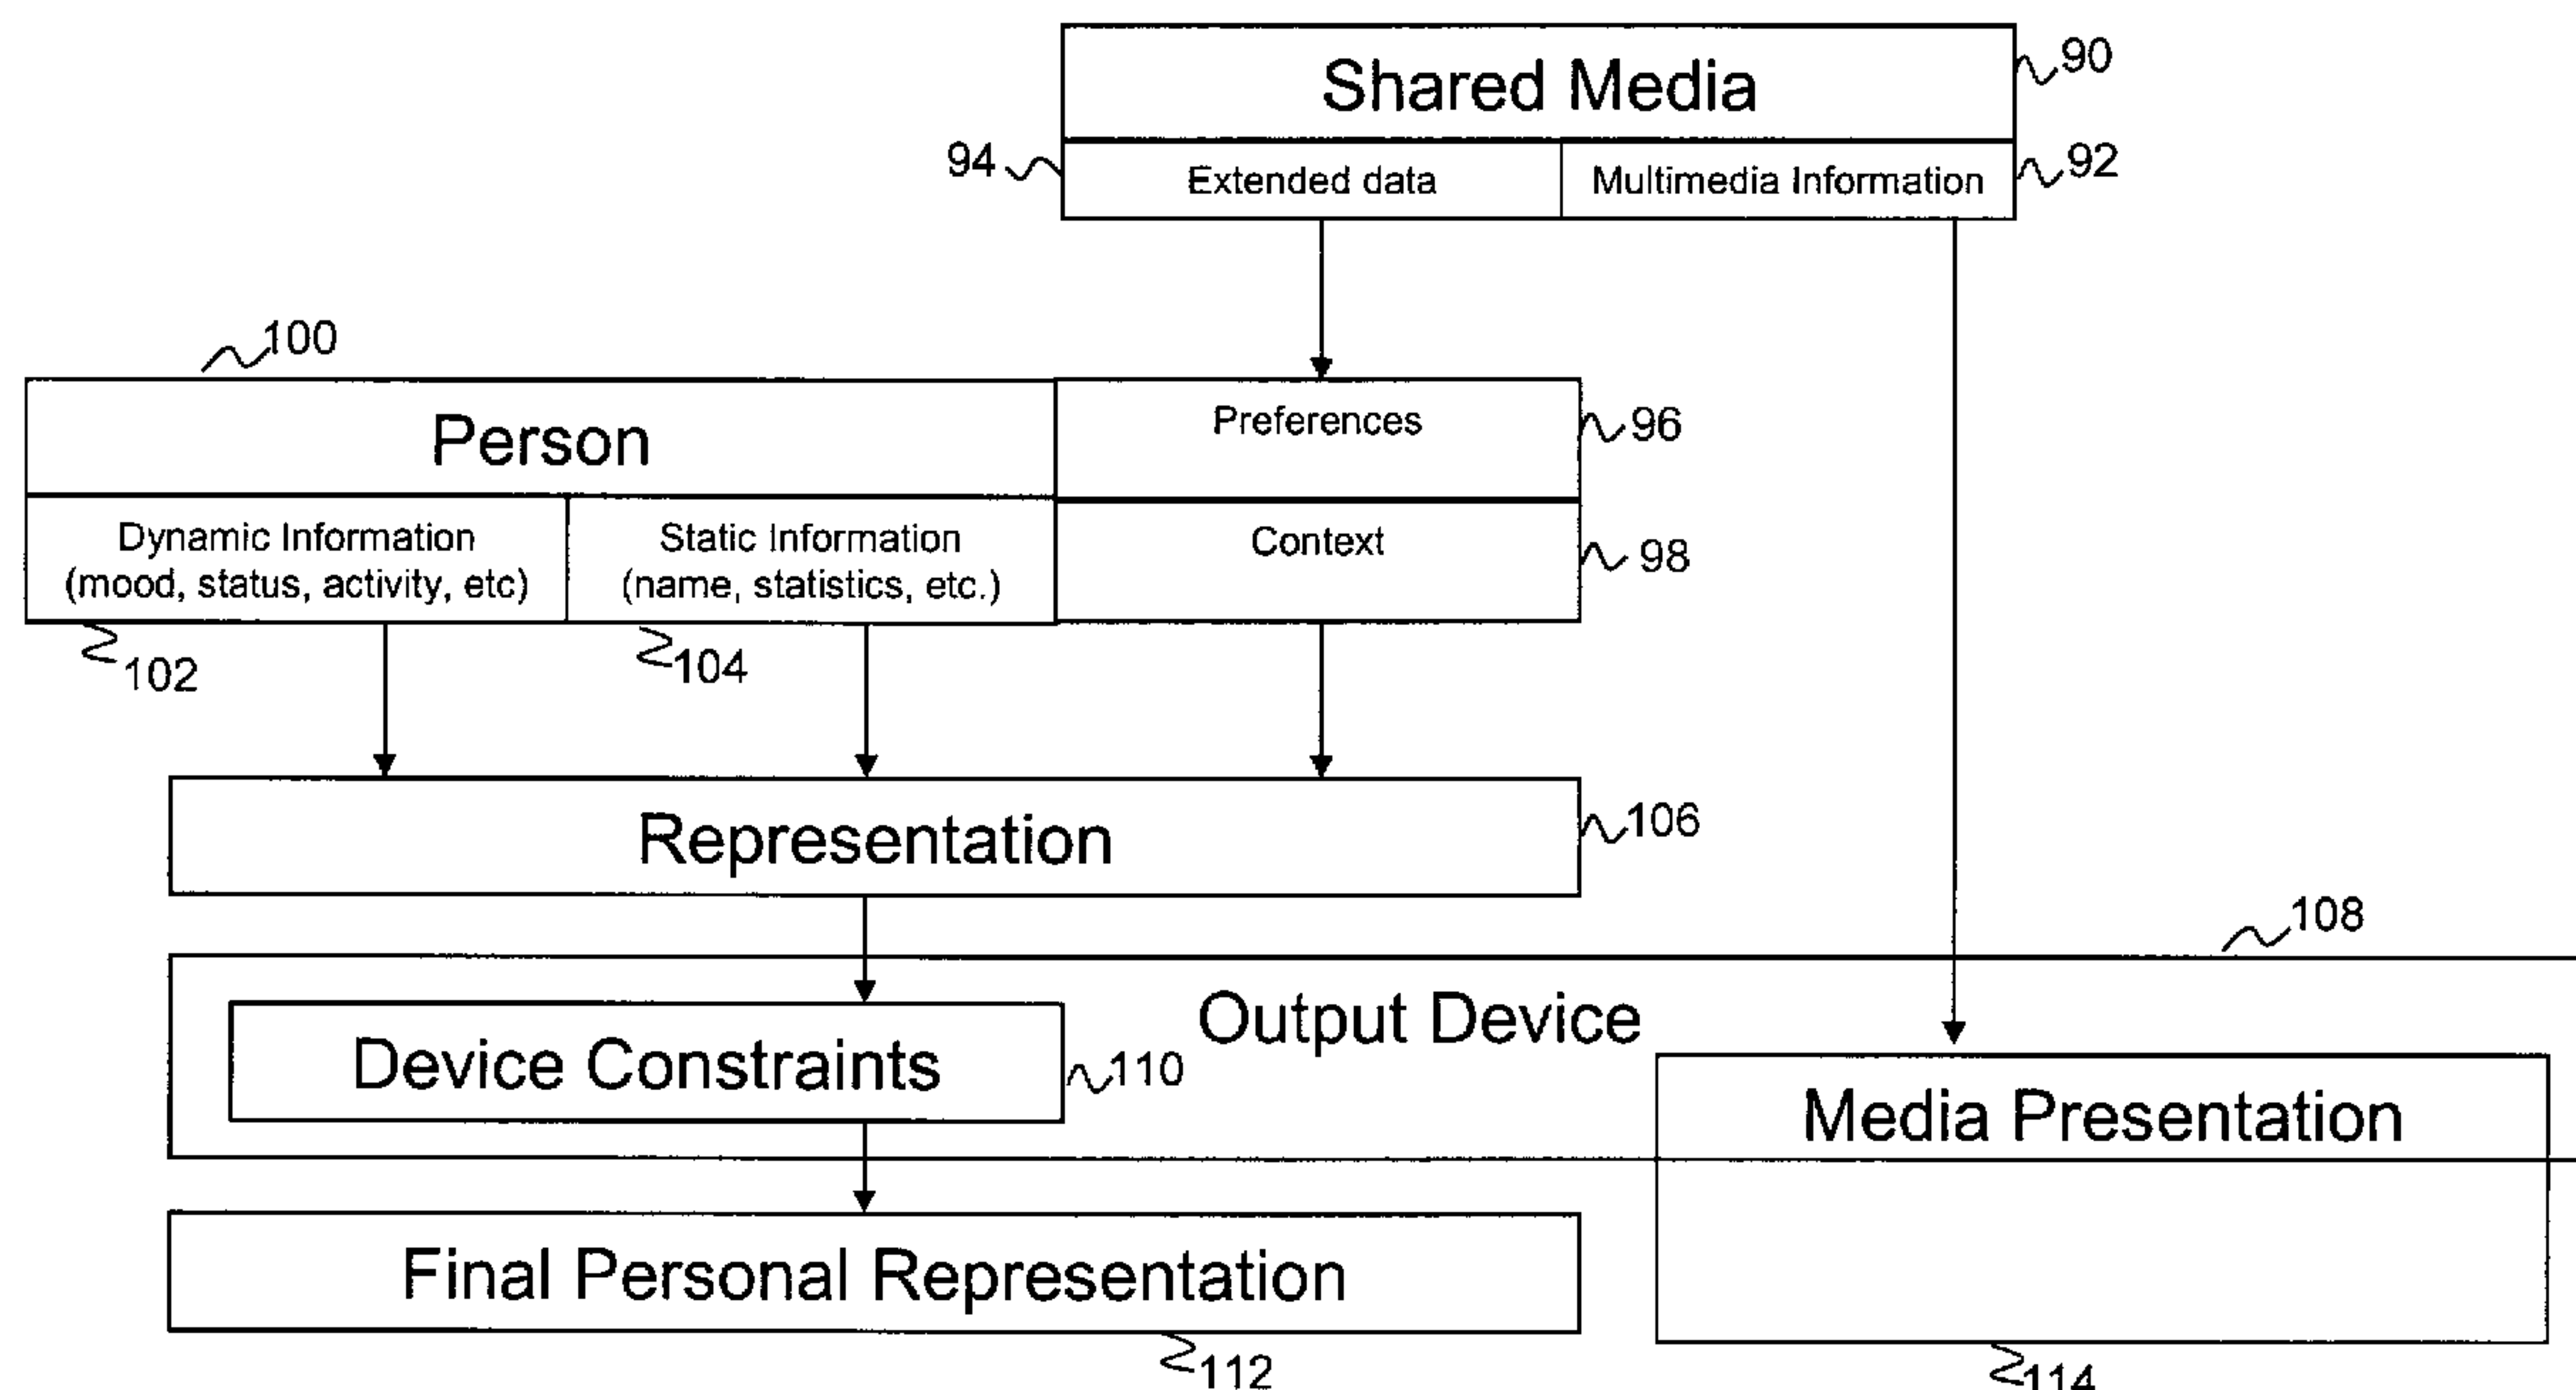 Shared Media
90
94
Extended data
Multimedia Information
92
100
Person
Preferences
96
Dynamic Information
(mood, status, activity, etc)
Static Information
(name, statistics, etc.)
Context
98
102
104
Representation
106
108
Output Device
Device Constraints
110
Media Presentation
Final Personal Representation
112
114